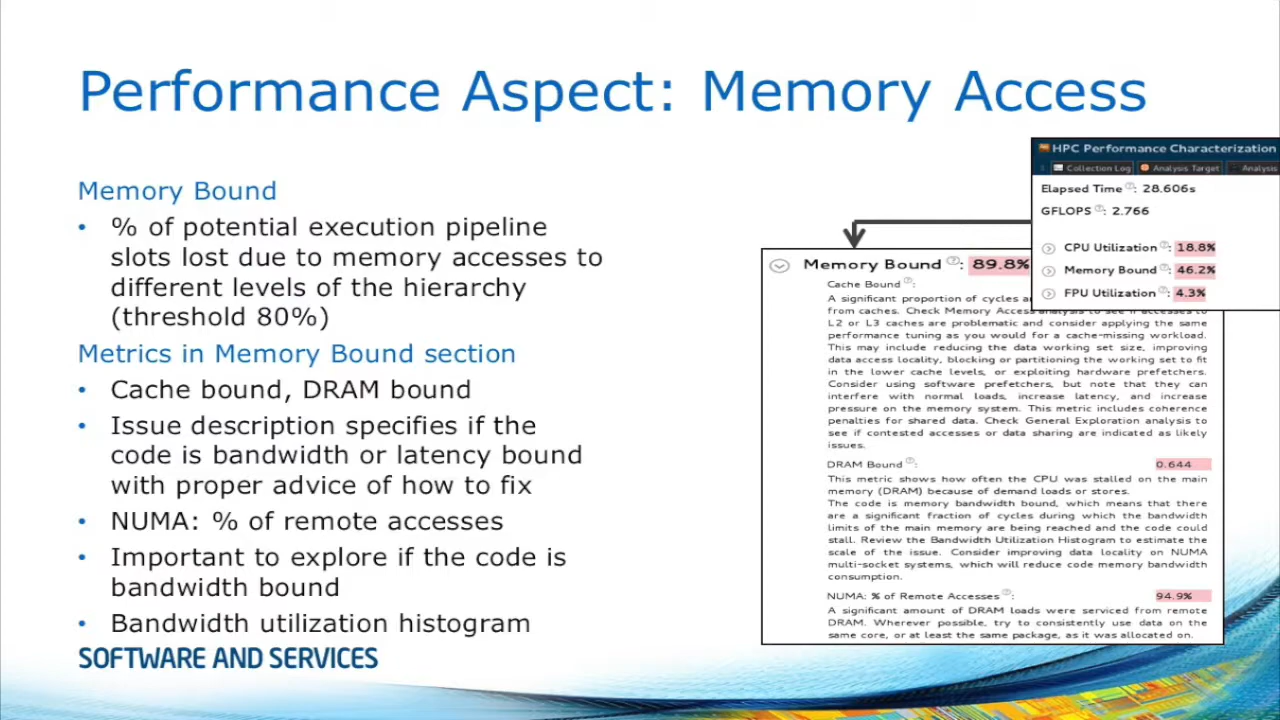 Performance Aspect: Memory Access
Memory Bound
• % of potential execution pipeline
slots lost due to memory accesses to
different levels of the hierarchy
(threshold 80%)
Metrics in Memory Bound section
• Cache bound, DRAM bound
• Issue description specifies if the
code is bandwidth or latency bound
with proper advice of how to fix
• NUMA: % of remote accesses
• Important to explore if the code is
bandwidth bound
• Bandwidth utilization histogram
SOFTWARE AND SERVICES
HPC Performance Characterization
Collection Log Analysis Target Analysis
Elapsed Time: 28.606s
GFLOPS: 2.766
CPU Utilization: 18.8%
Memory Bound: 46.2%
FPU Utilization: 4.3%
Memory Bound: 89.8%
Cache Bound:
A significant proportion of cycles
from caches. Check Memory Access analysis to see if accesses to
L2 or L3 caches are problematic and consider applying the same
performance tuning as you would for a cache-missing workload.
This may include reducing the data working set size, improving
data access locality, blocking or partitioning the working set to fit
in the lower cache levels, or exploiting hardware prefetchers.
Consider using software prefetchers, but note that they can
interfere with normal loads, increase latency, and increase
pressure on the memory system. This metric includes coherence
penalties for shared data. Check General Exploration analysis to
see if contested accesses or data sharing are indicated as likely
issues.
DRAM Bound: 0.644
This metric shows how often the CPU was stalled on the main
memory (DRAM) because of demand loads or stores.
The code is memory bandwidth bound, which means that there
are a significant fraction of cycles during which the bandwidth
limits of the main memory are being reached and the code could
stall. Review the Bandwidth Utilization Histogram to estimate the
scale of the issue. Consider improving data locality on NUMA
multi-socket systems, which will reduce code memory bandwidth
consumption.
NUMA: % of Remote Accesses: 94.9%
A significant amount of DRAM loads were serviced from remote
DRAM. Wherever possible, try to consistently use data on the
same core, or at least the same package, as it was allocated on.